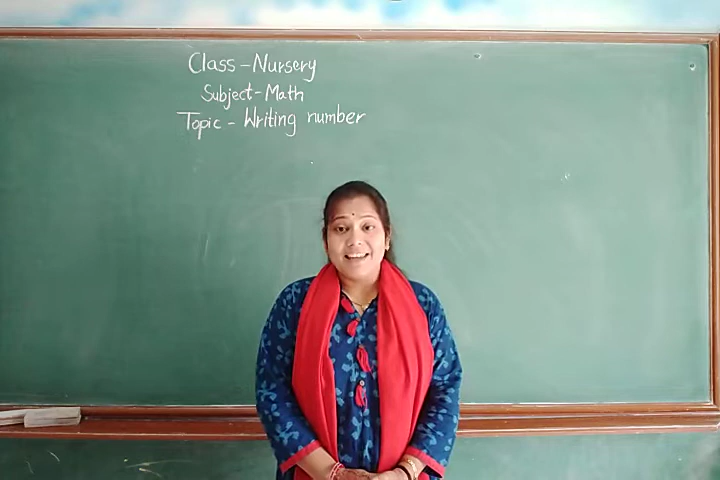 Class - Nursery
Subject - Math
Topic - Writing number